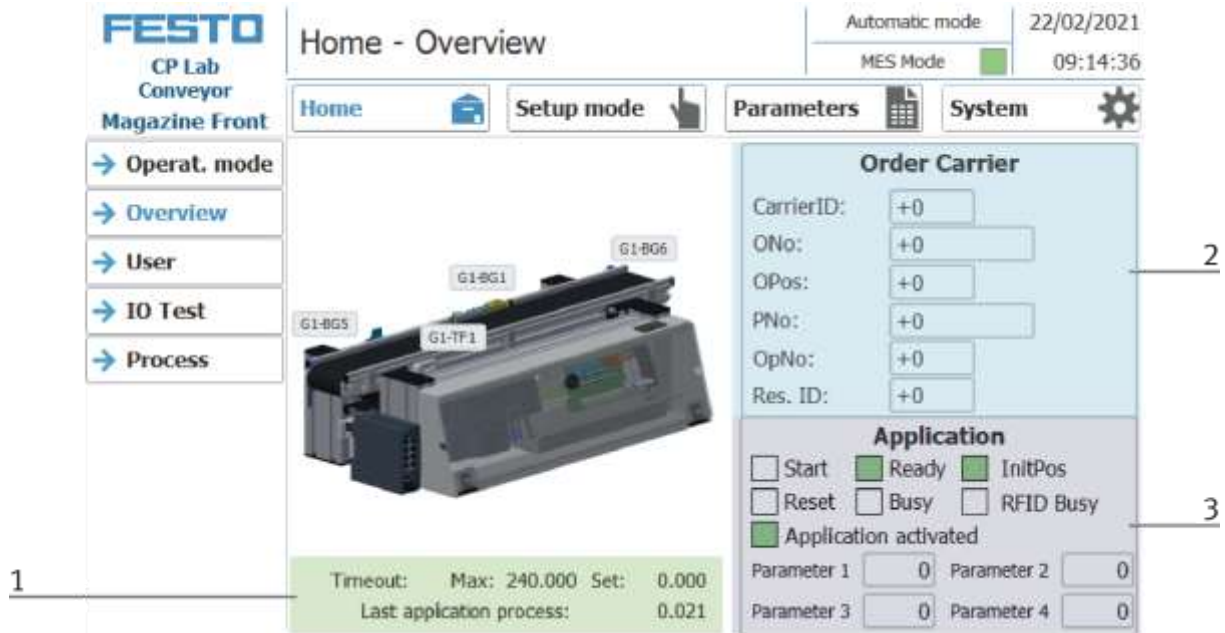 FESTO
CP Lab
Conveyor
Magazine Front
Home - Overview
Automatic mode
MES Mode
22/02/2021
09:14:36
Home
Setup mode
Parameters
System
Operat. mode
Overview
User
IO Test
Process
G1-BG6
G1-BG1
G1-BG5
G1-TF1
Order Carrier
CarrierID: +0
ONo: +0
OPos: +0
PNo: +0
OpNo: +0
Res. ID: +0
2
Application
Start Ready InitPos
Reset Busy RFID Busy
Application activated
Parameter 1 0 Parameter 2 0
Parameter 3 0 Parameter 4 0
3
1
Timeout: Max: 240.000 Set: 0.000
Last application process: 0.021